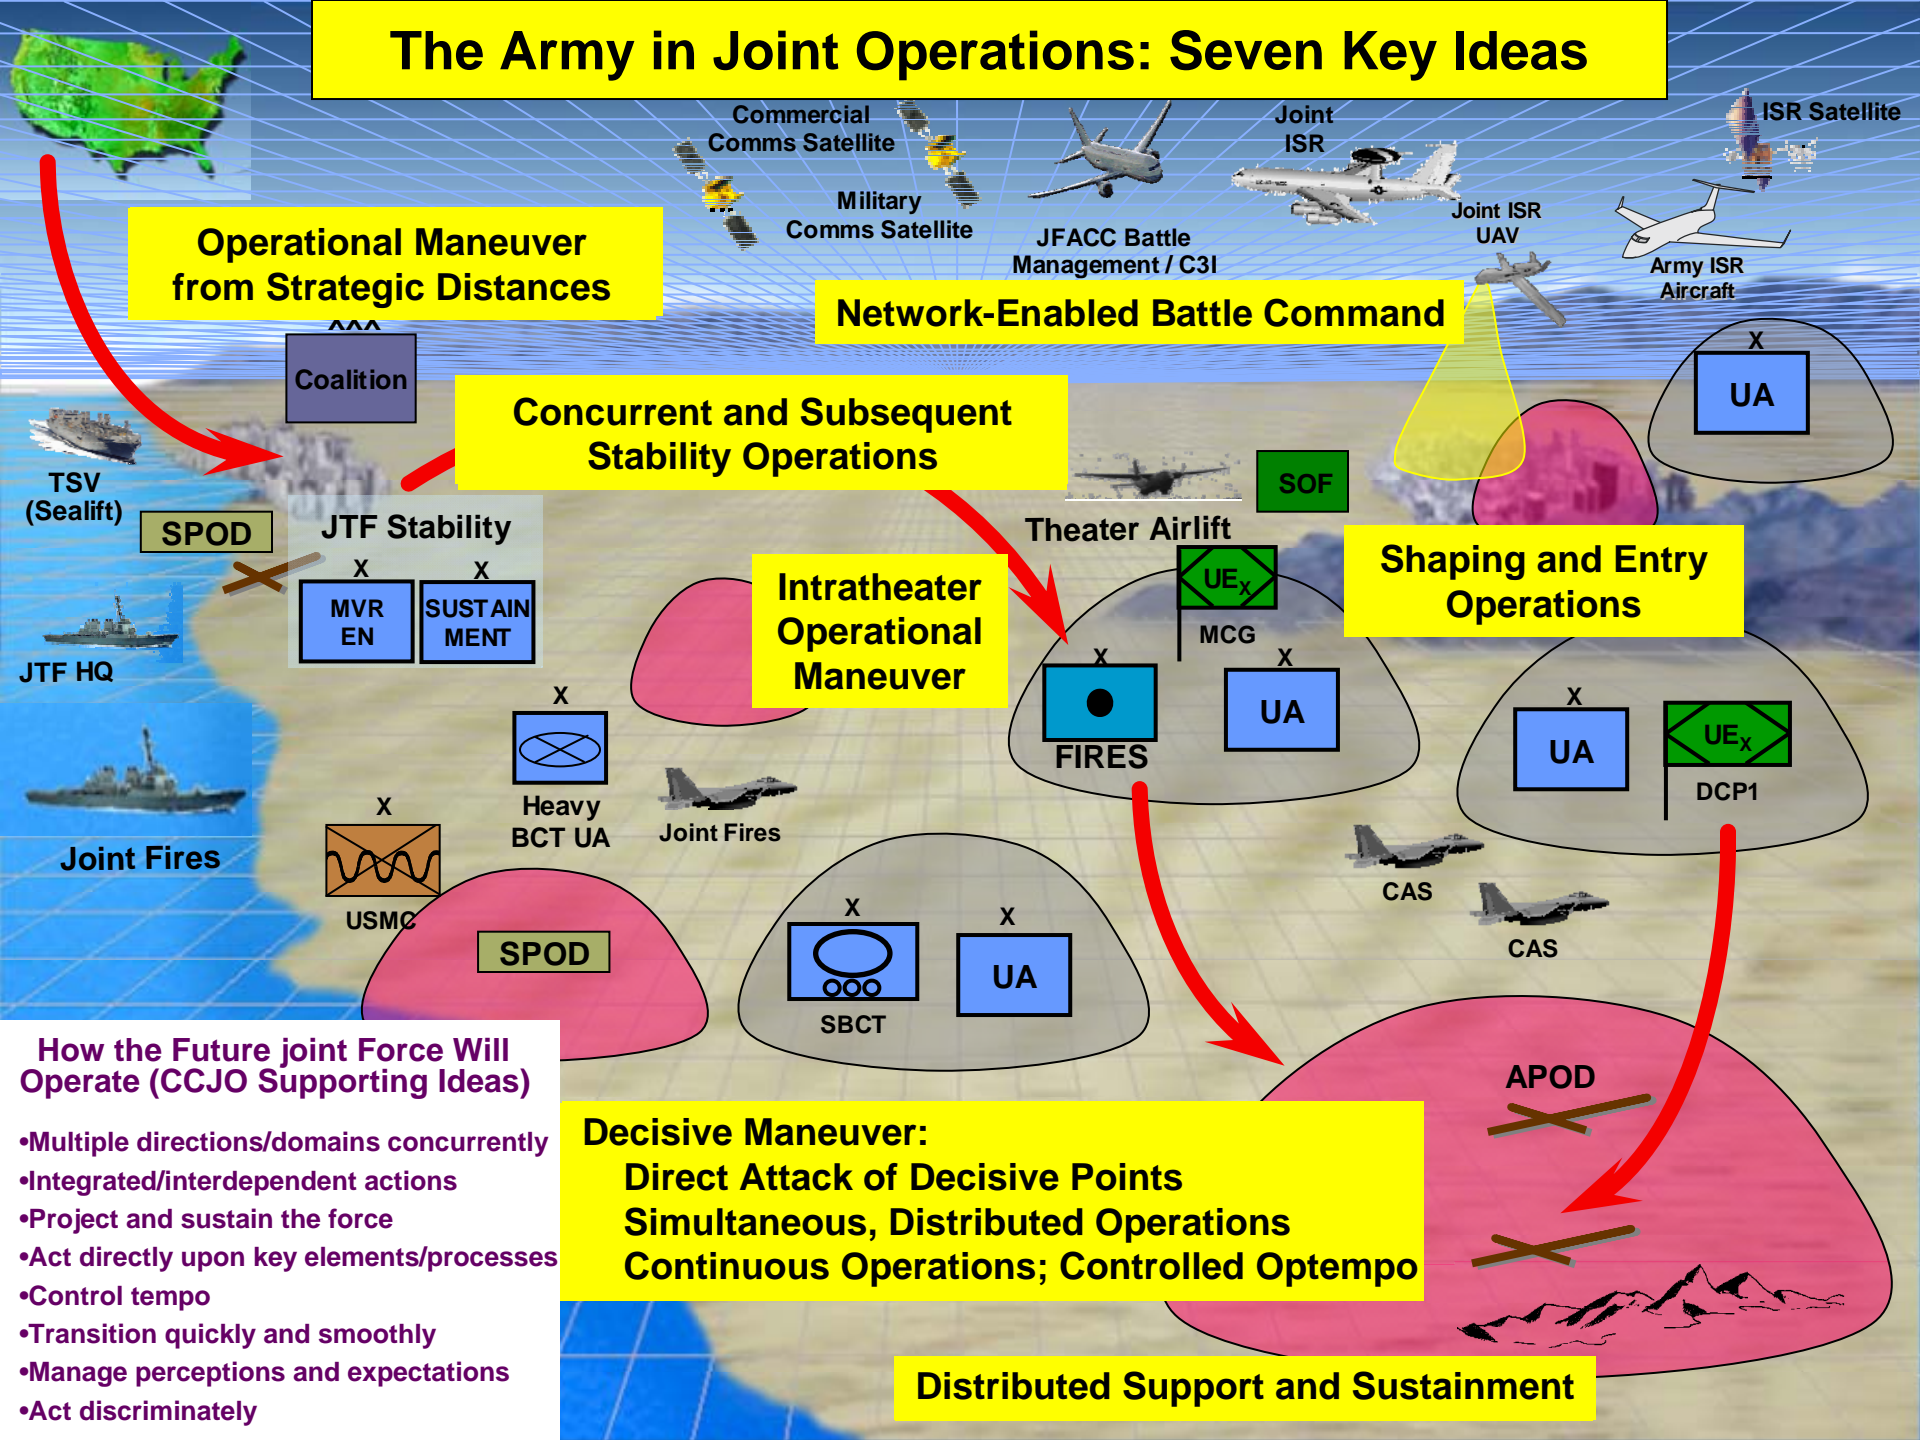 The Army in Joint Operations: Seven Key Ideas
Commercial
Comms Satellite
Military
Comms Satellite
JFACC Battle
Management / C3I
Joint
ISR
ISR Satellite
Joint ISR
UAV
Army ISR
Aircraft
Operational Maneuver
from Strategic Distances
Network-Enabled Battle Command
XXX
Coalition
X
UA
Concurrent and Subsequent
Stability Operations
TSV
(Sealift)
SPOD
JTF Stability
X
MVR
EN
X
SUSTAIN
MENT
JTF HQ
Theater Airlift
SOF
Shaping and Entry
Operations
Intratheater
Operational
Maneuver
UEX
MCG
X
FIRES
X
UA
X
UA
UEX
DCP1
X
Heavy
BCT UA
Joint Fires
Joint Fires
X
USMC
SPOD
X
SBCT
X
UA
CAS
CAS
APOD
How the Future joint Force Will
Operate (CCJO Supporting Ideas)
•Multiple directions/domains concurrently
•Integrated/interdependent actions
•Project and sustain the force
•Act directly upon key elements/processes
•Control tempo
•Transition quickly and smoothly
•Manage perceptions and expectations
•Act discriminately
Decisive Maneuver:
Direct Attack of Decisive Points
Simultaneous, Distributed Operations
Continuous Operations; Controlled Optempo
Distributed Support and Sustainment